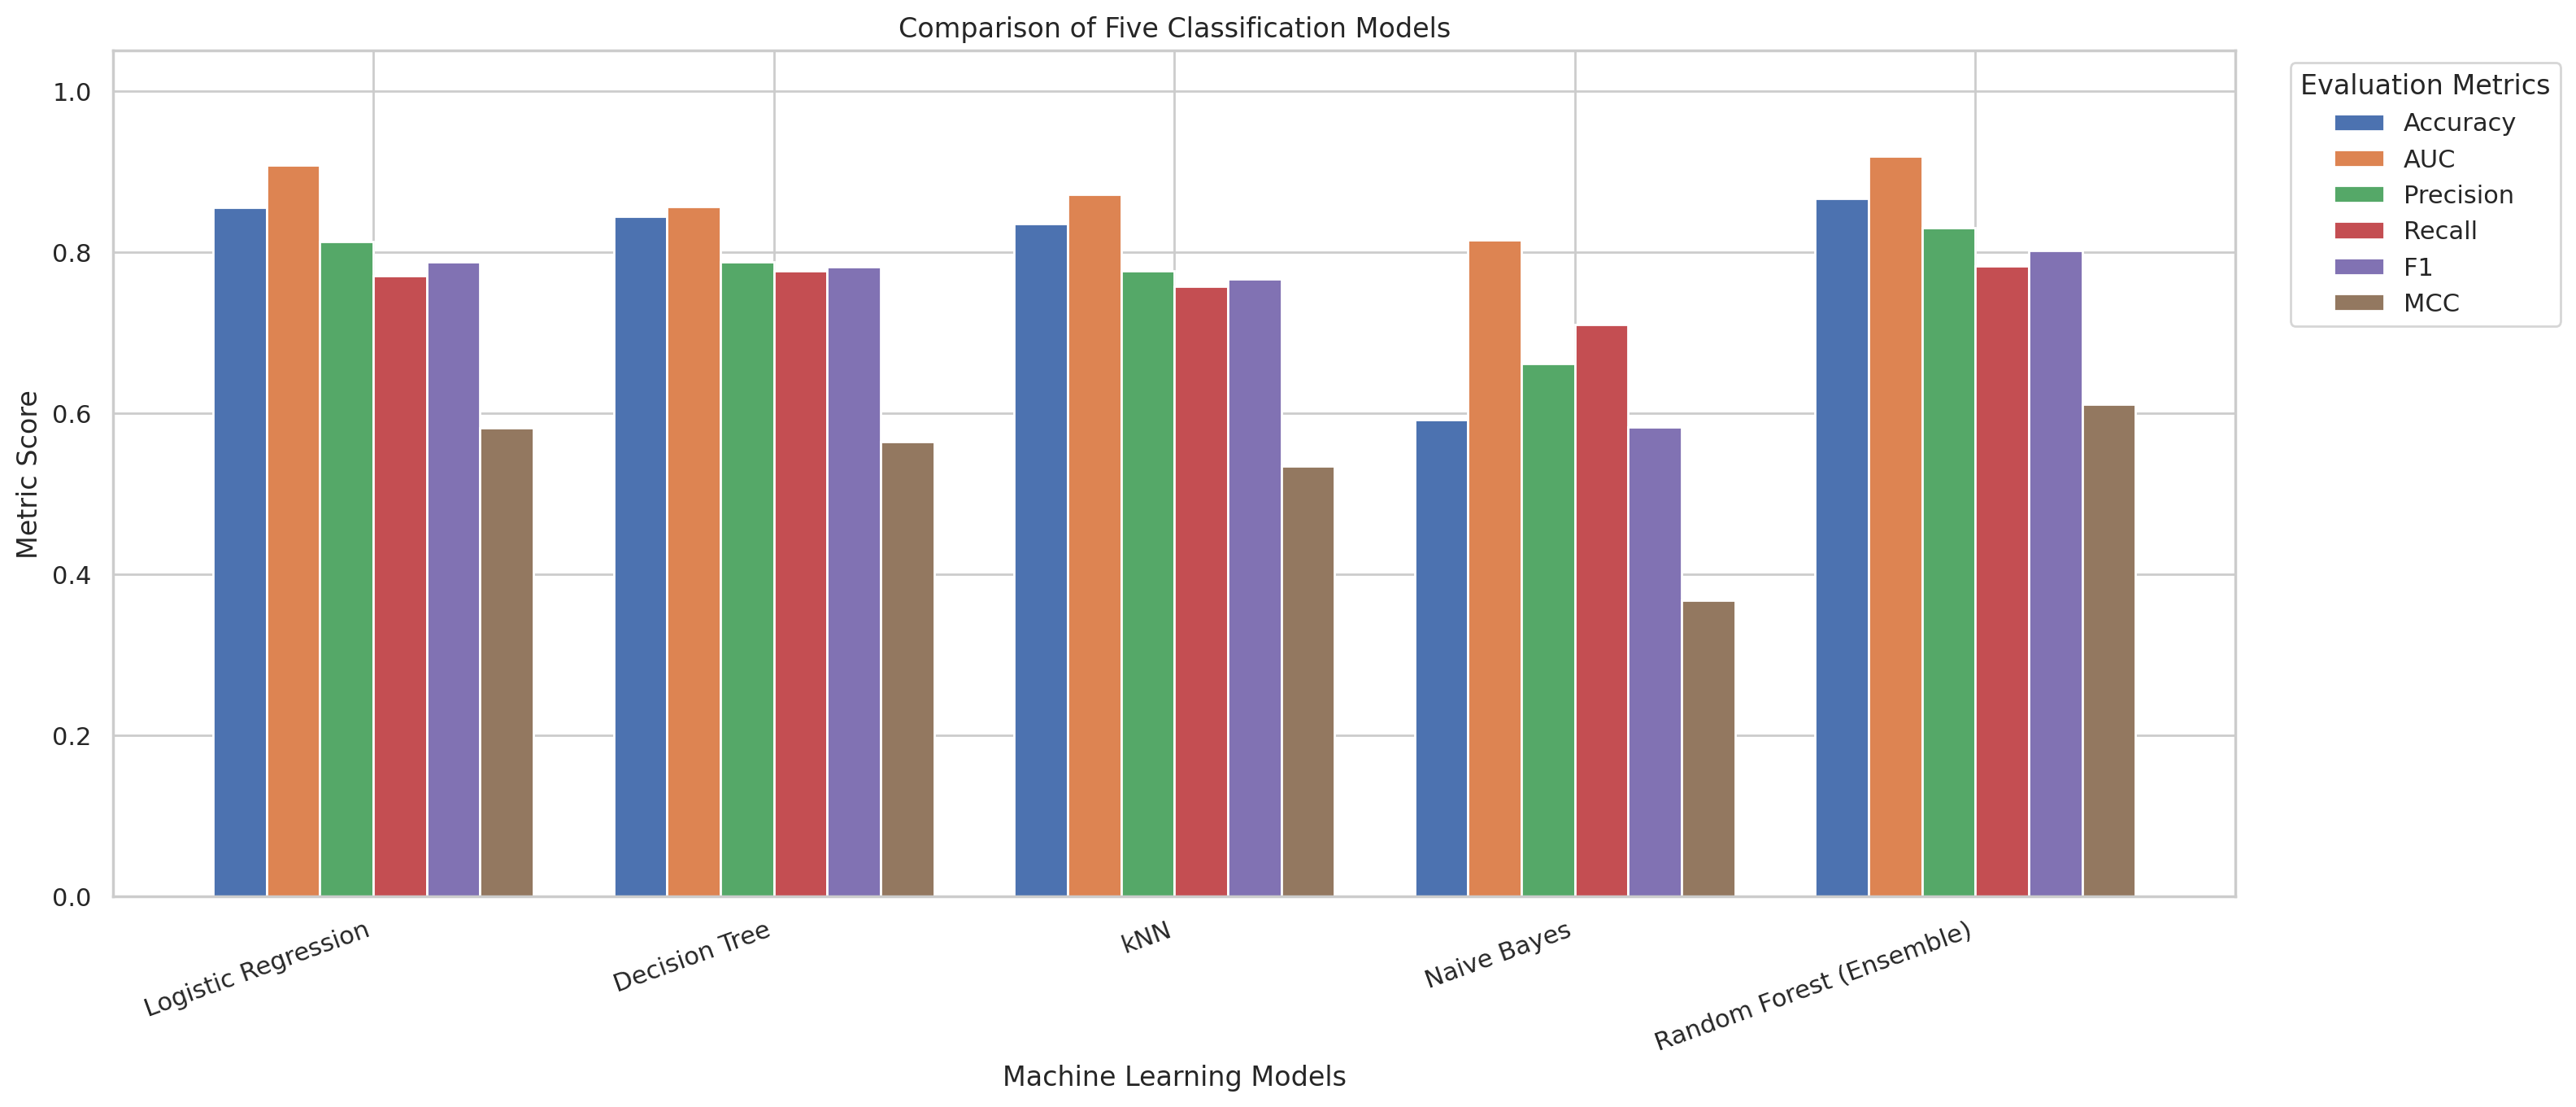 Comparison of Five Classification Models
Metric Score
1.0
0.8
0.6
0.4
0.2
0.0
Logistic Regression
Decision Tree
kNN
Naive Bayes
Random Forest (Ensemble)
Machine Learning Models
Evaluation Metrics
Accuracy
AUC
Precision
Recall
F1
MCC